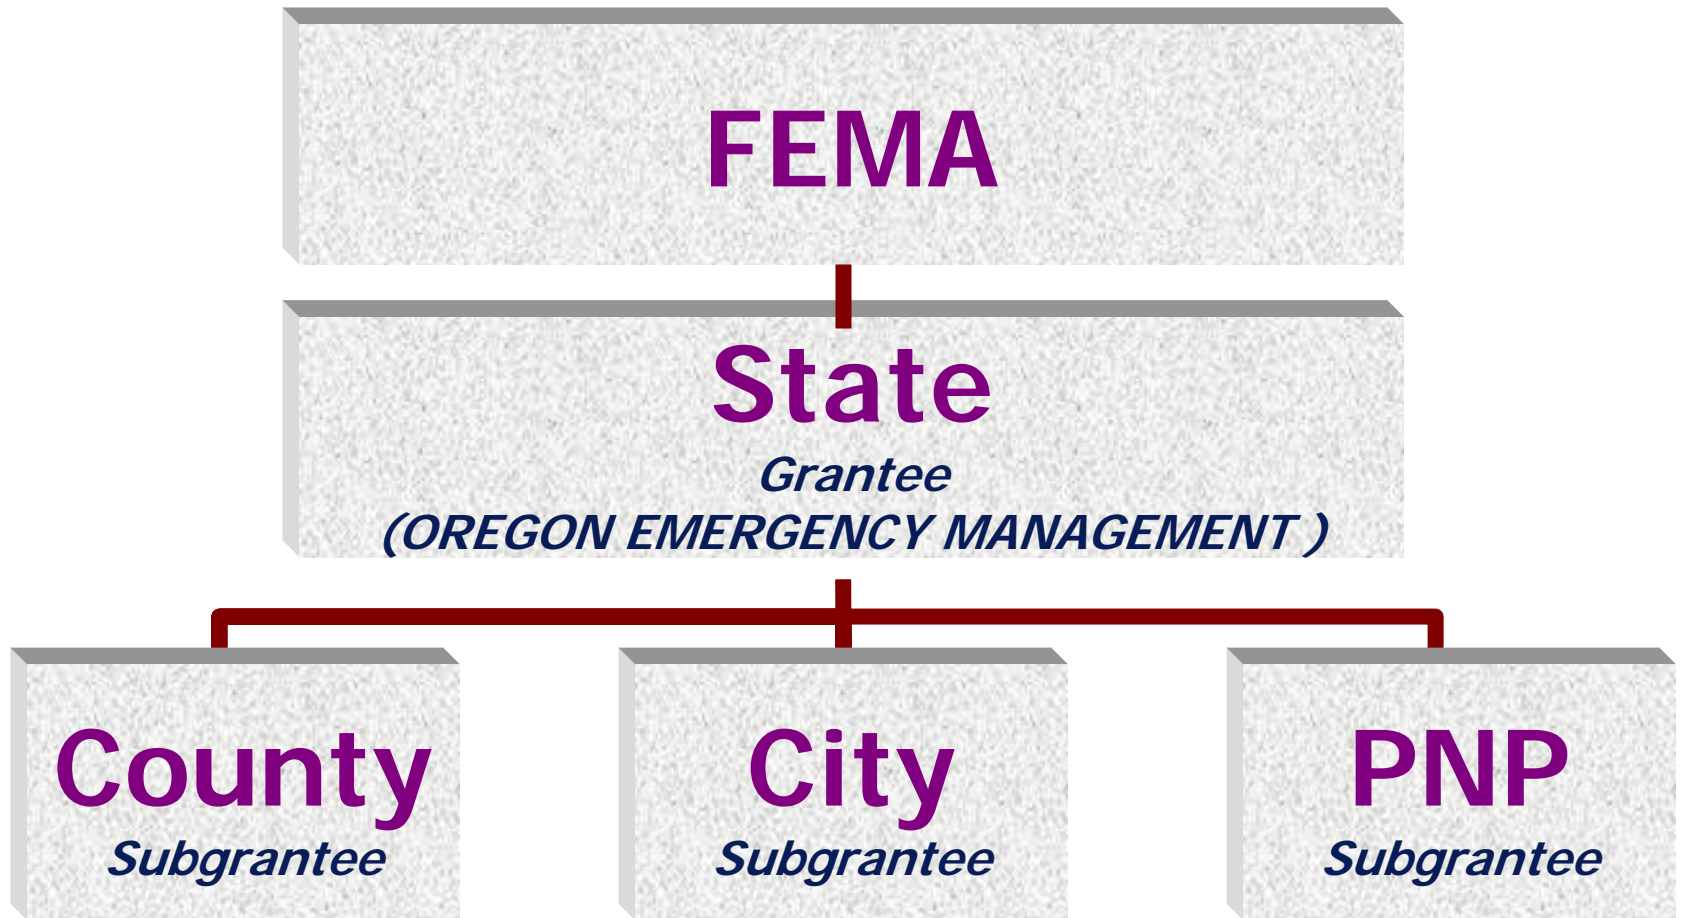 FEMA
State
Grantee
(OREGON EMERGENCY MANAGEMENT )
County
Subgrantee
City
Subgrantee
PNP
Subgrantee